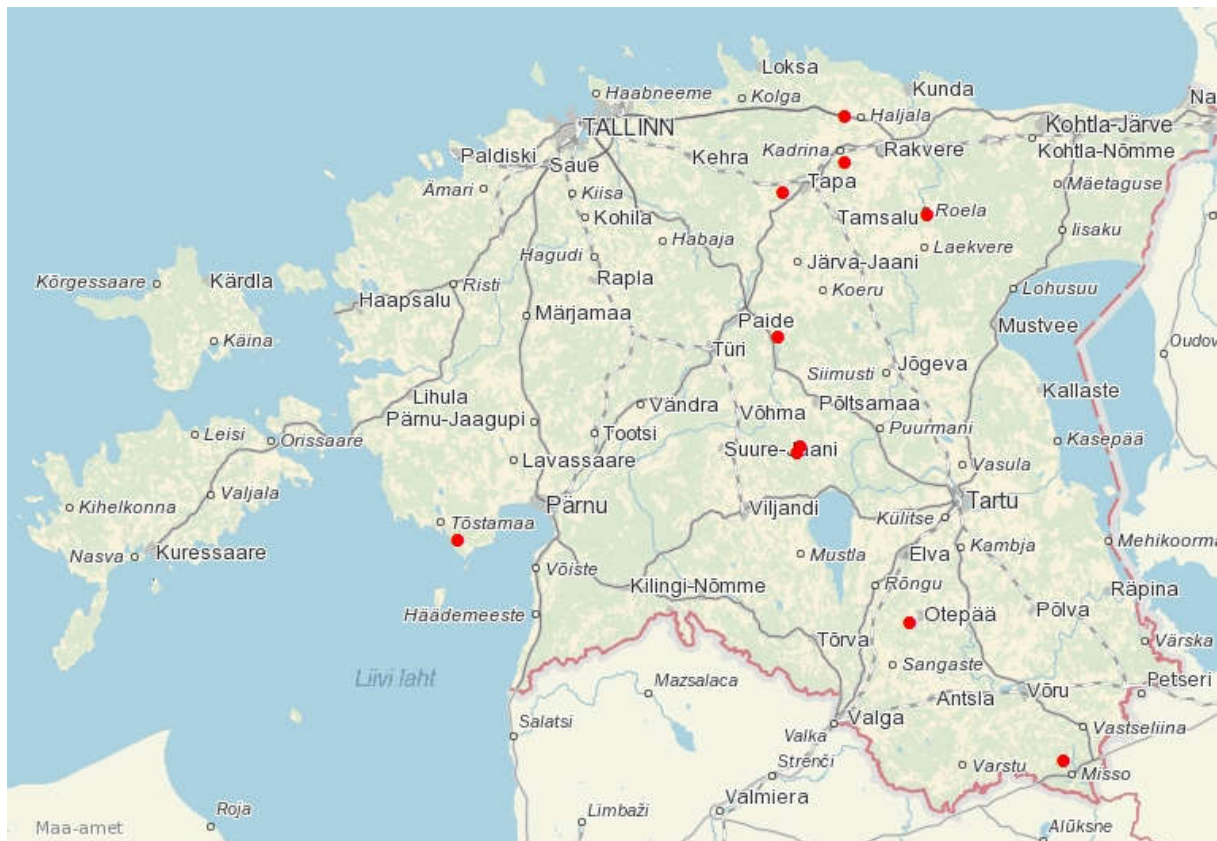 Loksa
Kunda
Haabneeme
Kolga
Na
Haljala
TALLINN
Kohtla-Järve
Kadrina
Rakvere
Kohtla-Nõmme
Paldiski
Saue
Kehra
Ämari
Kiisa
Tapa
Mäetaguse
Kohila
Tamsalu
Roela
Iisaku
Habaja
Laekvere
Hagudi
Järva-Jaani
Rapla
Kõrgessaare
Kärdla
Risti
Koeru
Lohusuu
Haapsalu
Märjamaa
Paide
Mustvee
Käina
Türi
Oudov
Siimusti
Jõgeva
Lihula
Kallaste
Vändra
Võhma
Põltsamaa
Pärnu-Jaagupi
Leisi
Orissaare
Tootsi
Puurmani
Kasepää
Suure-Jaani
Lavassaare
Vasula
Valjala
Kihelkonna
Pärnu
Viljandi
Tartu
Tõstamaa
Külitse
Nasva
Kuressaare
Mustla
Elva
Kambja
Mehikoorma
Võiste
Kilingi-Nõmme
Rõngu
Räpina
Häädemeeste
Otepää
Põlva
Tõrva
Värska
Sangaste
Liivi laht
Mazsalaca
Antsla
Võru
Petseri
Salatsi
Valga
Valka
Vastseliina
Strenči
Varstu
Misso
Roja
Limbaži
Valmiera
Maa-amet
Alūksne